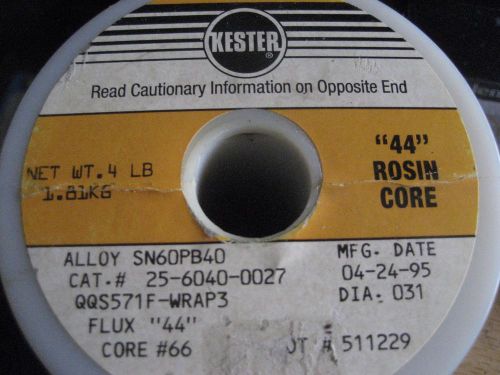 KESTER®
Read Cautionary Information on Opposite End
"44"
ROSIN
CORE
NET WT. 4 LB
1.81KG
ALLOY SN60PB40
CAT.# 25-6040-0027
QQS571F-WRAP3
FLUX "44"
CORE #66
MFG. DATE
04-24-95
DIA. 031
OT # 511229